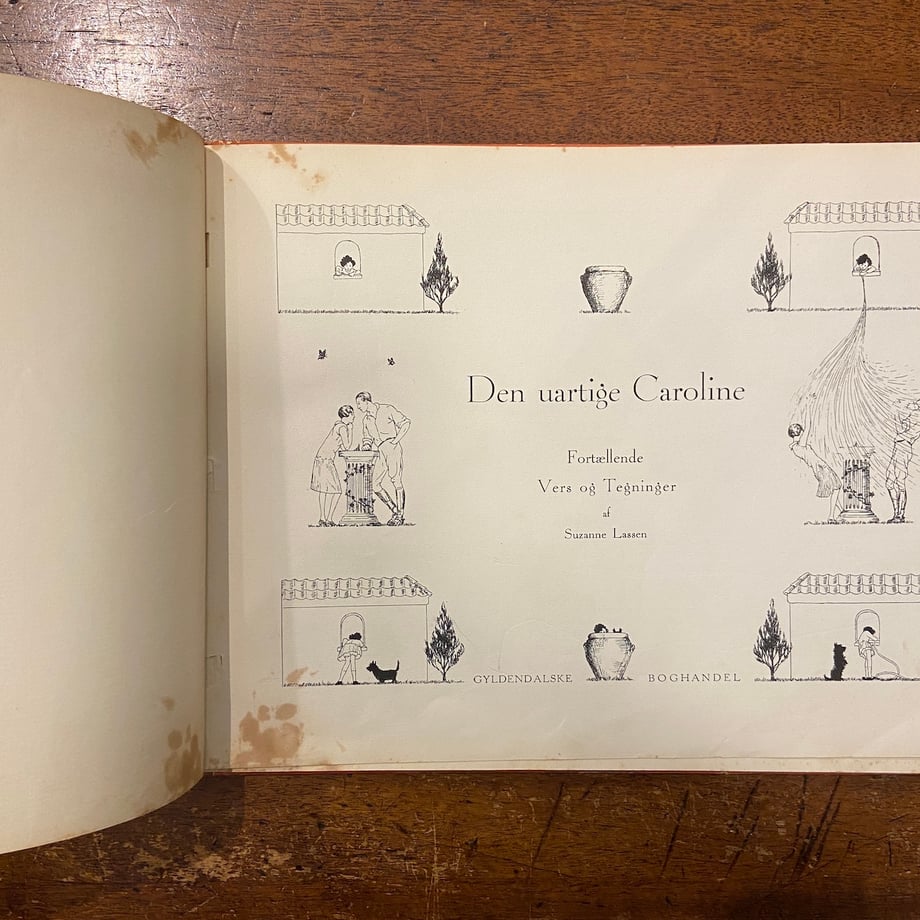 Den uartige Caroline
Fortællende
Vers og Tegninger
af
Suzanne Lassen
GYLDENDALSKE BOGHANDEL